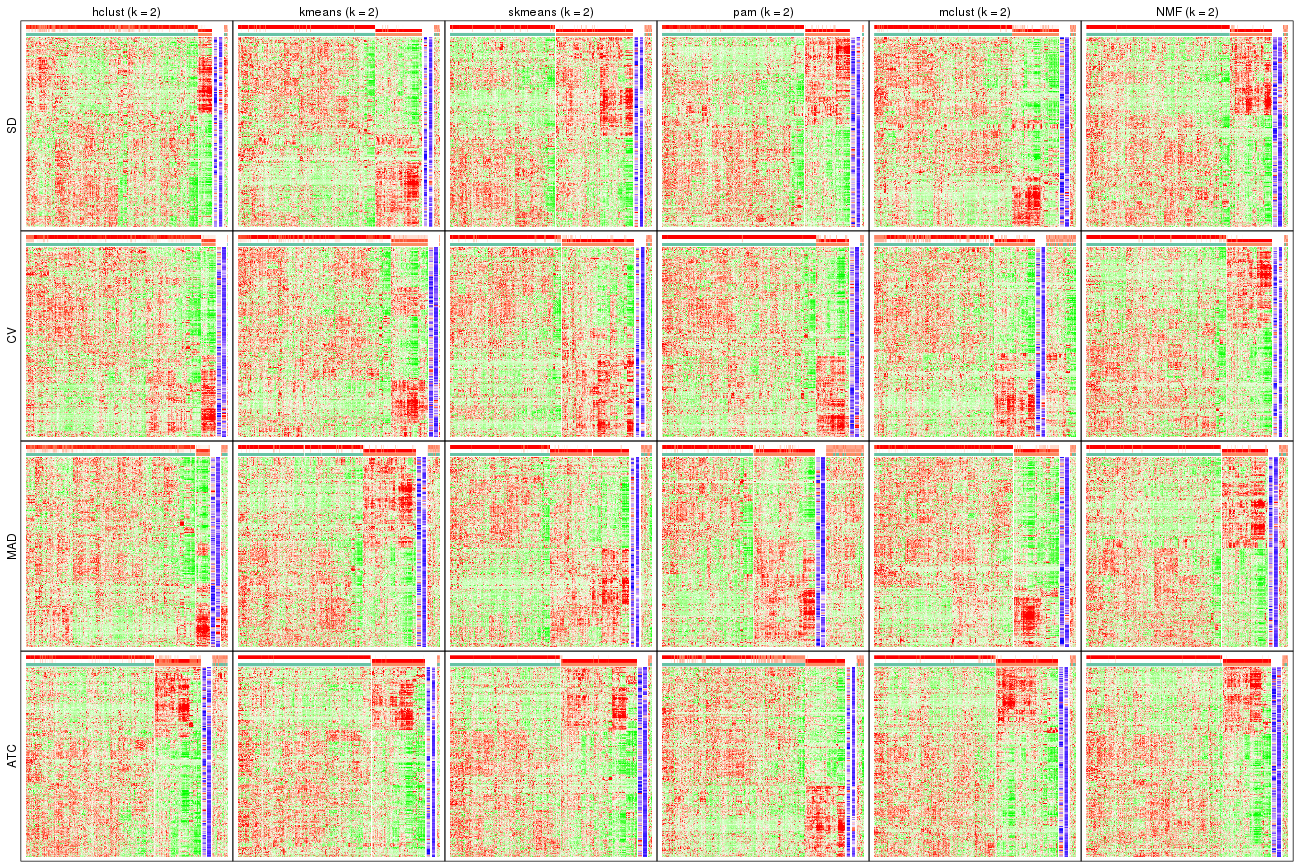 hclust (k = 2) kmeans (k = 2) skmeans (k = 2) pam (k = 2) mclust (k = 2) NMF (k = 2)
SD
CV
MAD
ATC